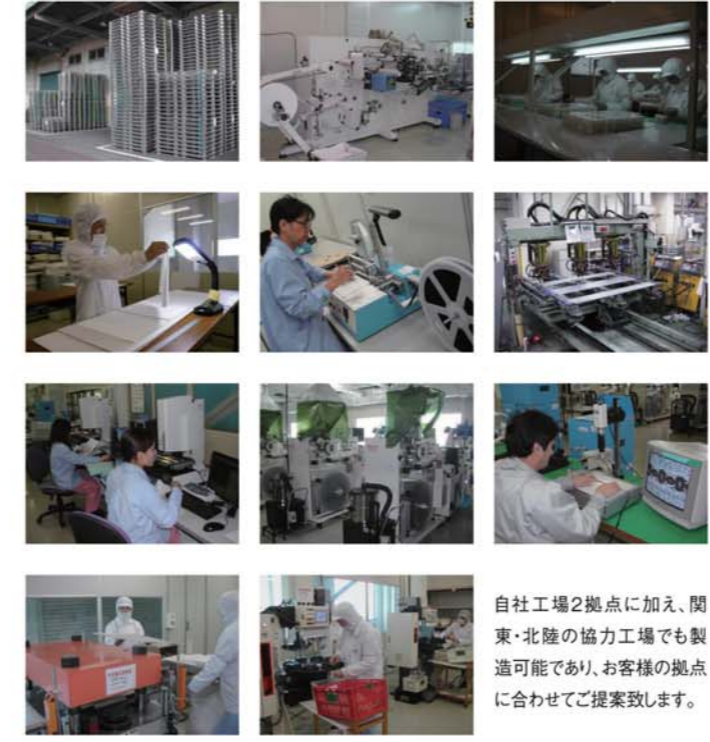 自社工場2拠点に加え、関
東・北陸の協力工場でも製
造可能であり、お客様の拠点
に合わせてご提案致します。